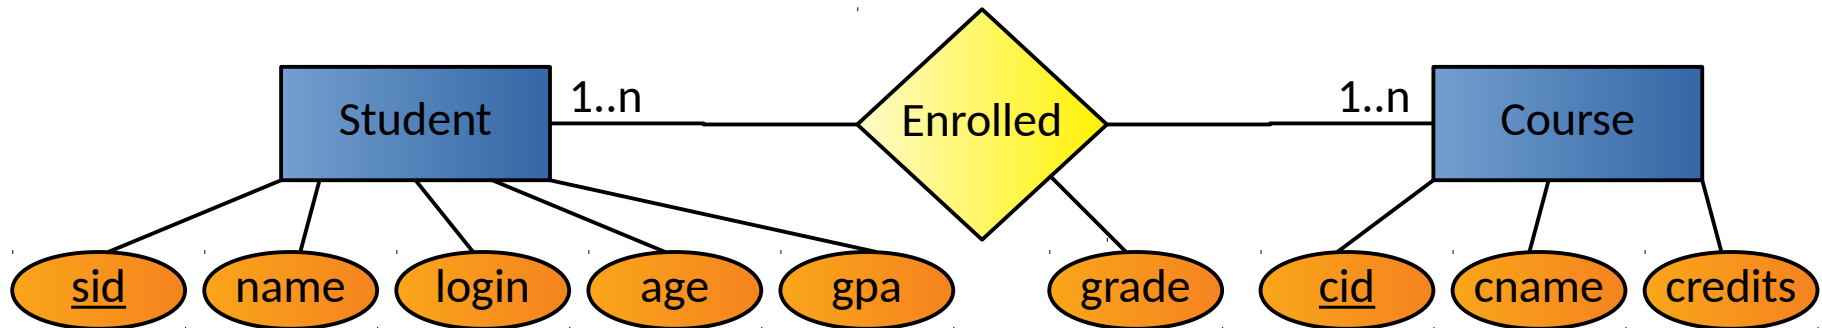 Student
1..n
Enrolled
1..n
Course
sid
name
login
age
gpa
grade
cid
cname
credits